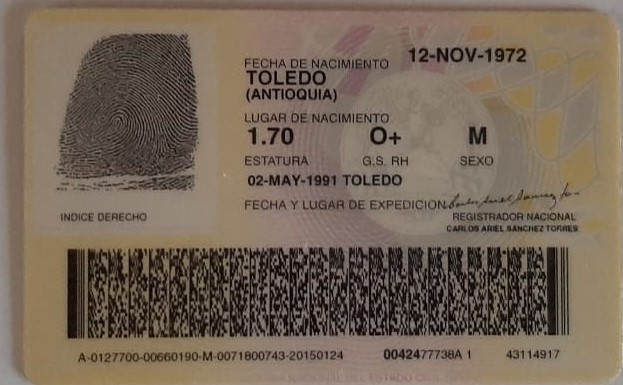 FECHA DE NACIMIENTO 12-NOV-1972
TOLEDO
(ANTIOQUIA)
LUGAR DE NACIMIENTO
1.70 O+ M
ESTATURA G.S. RH SEXO
02-MAY-1991 TOLEDO
FECHA Y LUGAR DE EXPEDICION
INDICE DERECHO
REGISTRADOR NACIONAL
CARLOS ARIEL SÁNCHEZ TORRES
A-0127700-00660190-M-0071800743-20150124 0042477738A 1 43114917